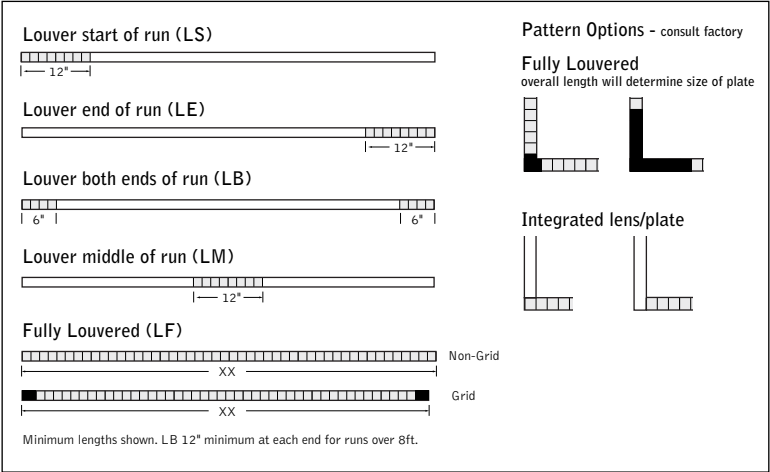 Louver start of run (LS)
12"
Louver end of run (LE)
12"
Louver both ends of run (LB)
6" 6"
Louver middle of run (LM)
12"
Fully Louvered (LF)
Non-Grid
XX
Grid
XX
Minimum lengths shown. LB 12" minimum at each end for runs over 8ft.
Pattern Options - consult factory
Fully Louvered
overall length will determine size of plate
Integrated lens/plate